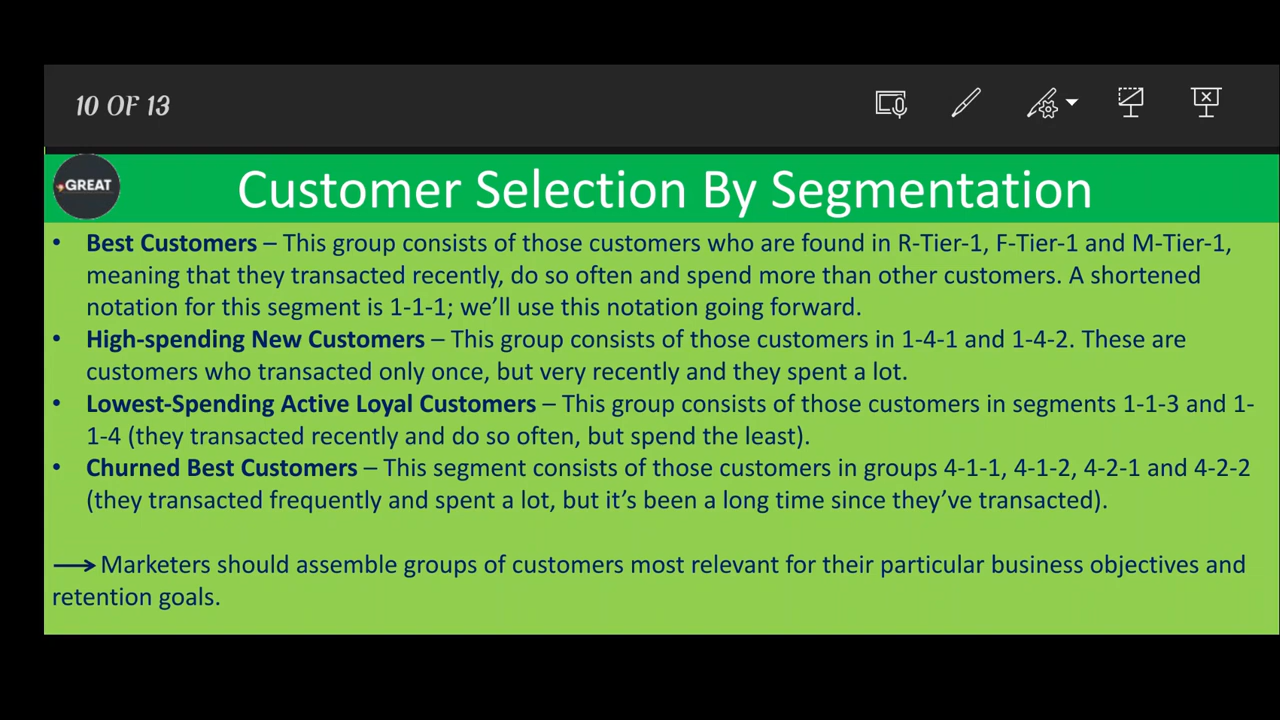 10 OF 13
GREAT
Customer Selection By Segmentation
• Best Customers – This group consists of those customers who are found in R-Tier-1, F-Tier-1 and M-Tier-1,
meaning that they transacted recently, do so often and spend more than other customers. A shortened
notation for this segment is 1-1-1; we’ll use this notation going forward.
• High-spending New Customers – This group consists of those customers in 1-4-1 and 1-4-2. These are
customers who transacted only once, but very recently and they spent a lot.
• Lowest-Spending Active Loyal Customers – This group consists of those customers in segments 1-1-3 and 1-
1-4 (they transacted recently and do so often, but spend the least).
• Churned Best Customers – This segment consists of those customers in groups 4-1-1, 4-1-2, 4-2-1 and 4-2-2
(they transacted frequently and spent a lot, but it’s been a long time since they’ve transacted).
→ Marketers should assemble groups of customers most relevant for their particular business objectives and
retention goals.